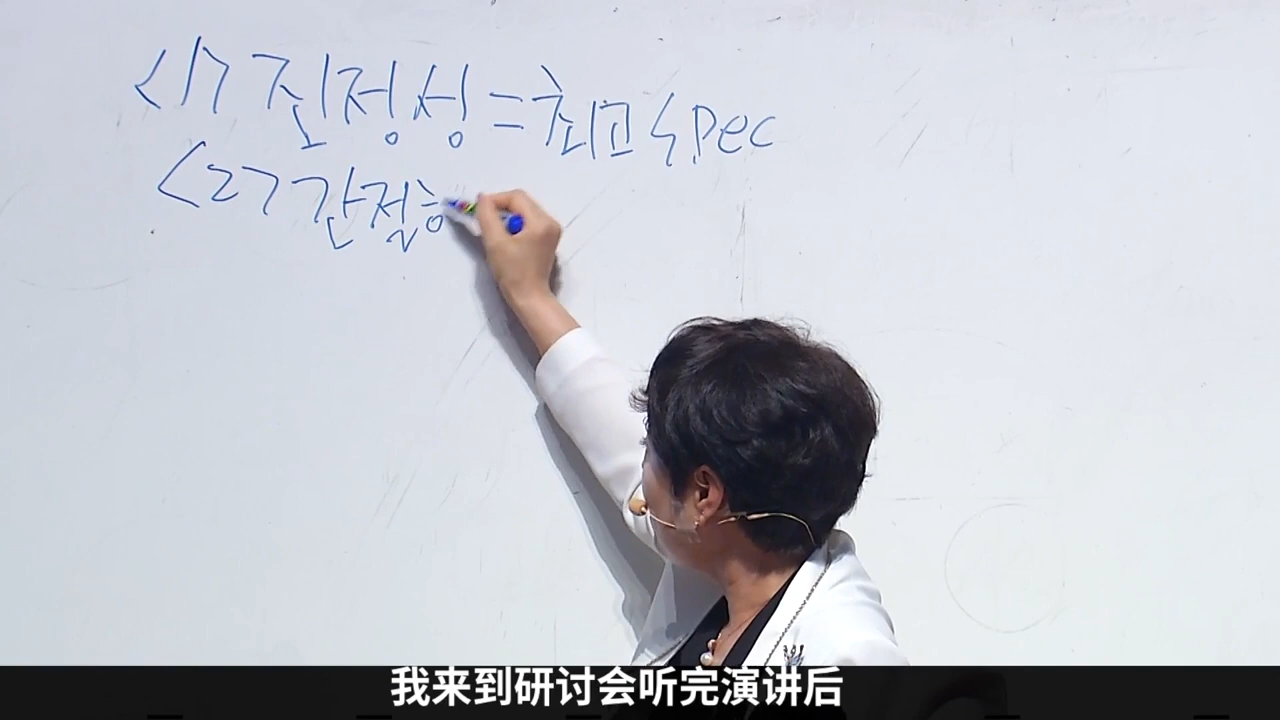 <1> 진정성 = 최고 spec
<2> 간절
我来到研讨会听完演讲后